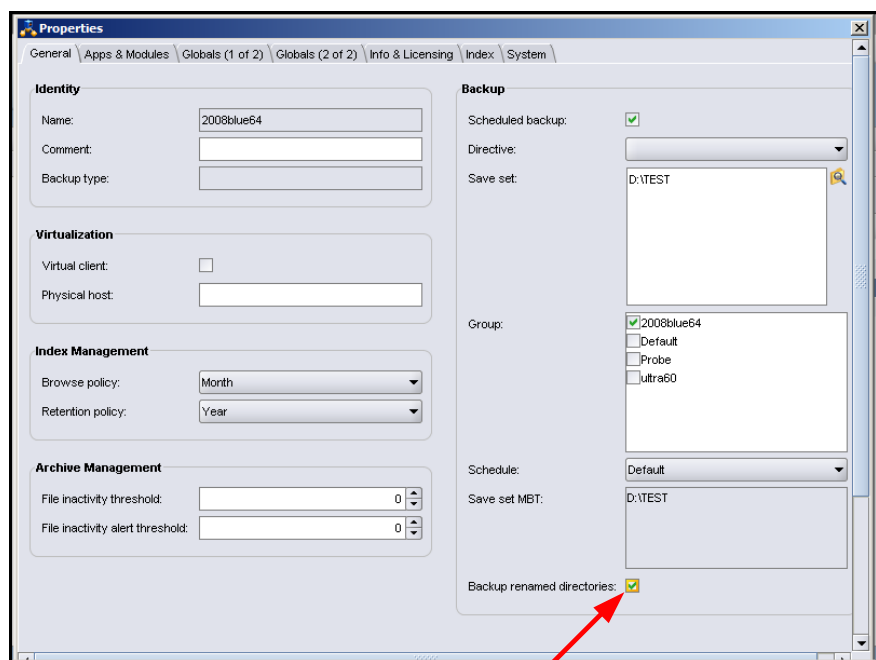 Properties
General Apps & Modules Globals (1 of 2) Globals (2 of 2) Info & Licensing Index System
Identity
Name: 2008blue64
Comment:
Backup type:
Virtualization
Virtual client:
Physical host:
Index Management
Browse policy: Month
Retention policy: Year
Archive Management
File inactivity threshold: 0
File inactivity alert threshold: 0
Backup
Scheduled backup:
Directive:
Save set: D:\TEST
Group: 2008blue64
Default
Probe
ultra60
Schedule: Default
Save set MBT: D:\TEST
Backup renamed directories: